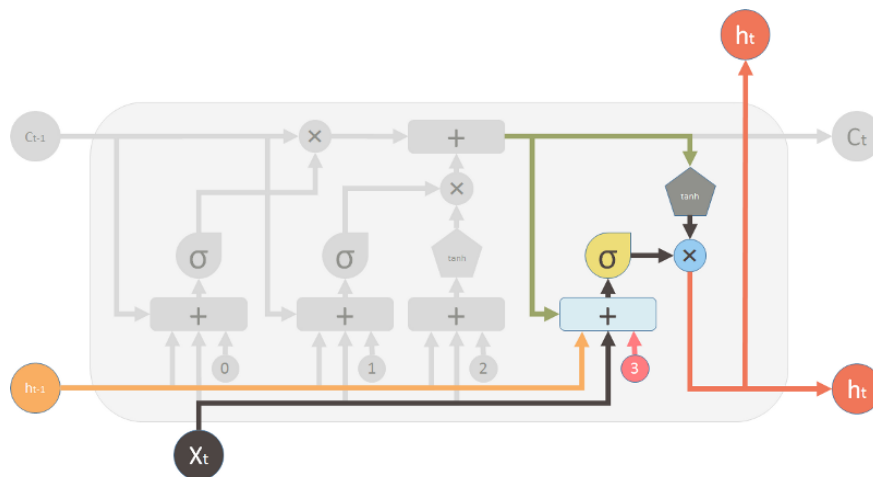 ht
Ct-1
×
+
Ct
×
tanh
σ
σ
tanh
σ
×
+
+
+
+
0
1
2
3
ht-1
ht
Xt